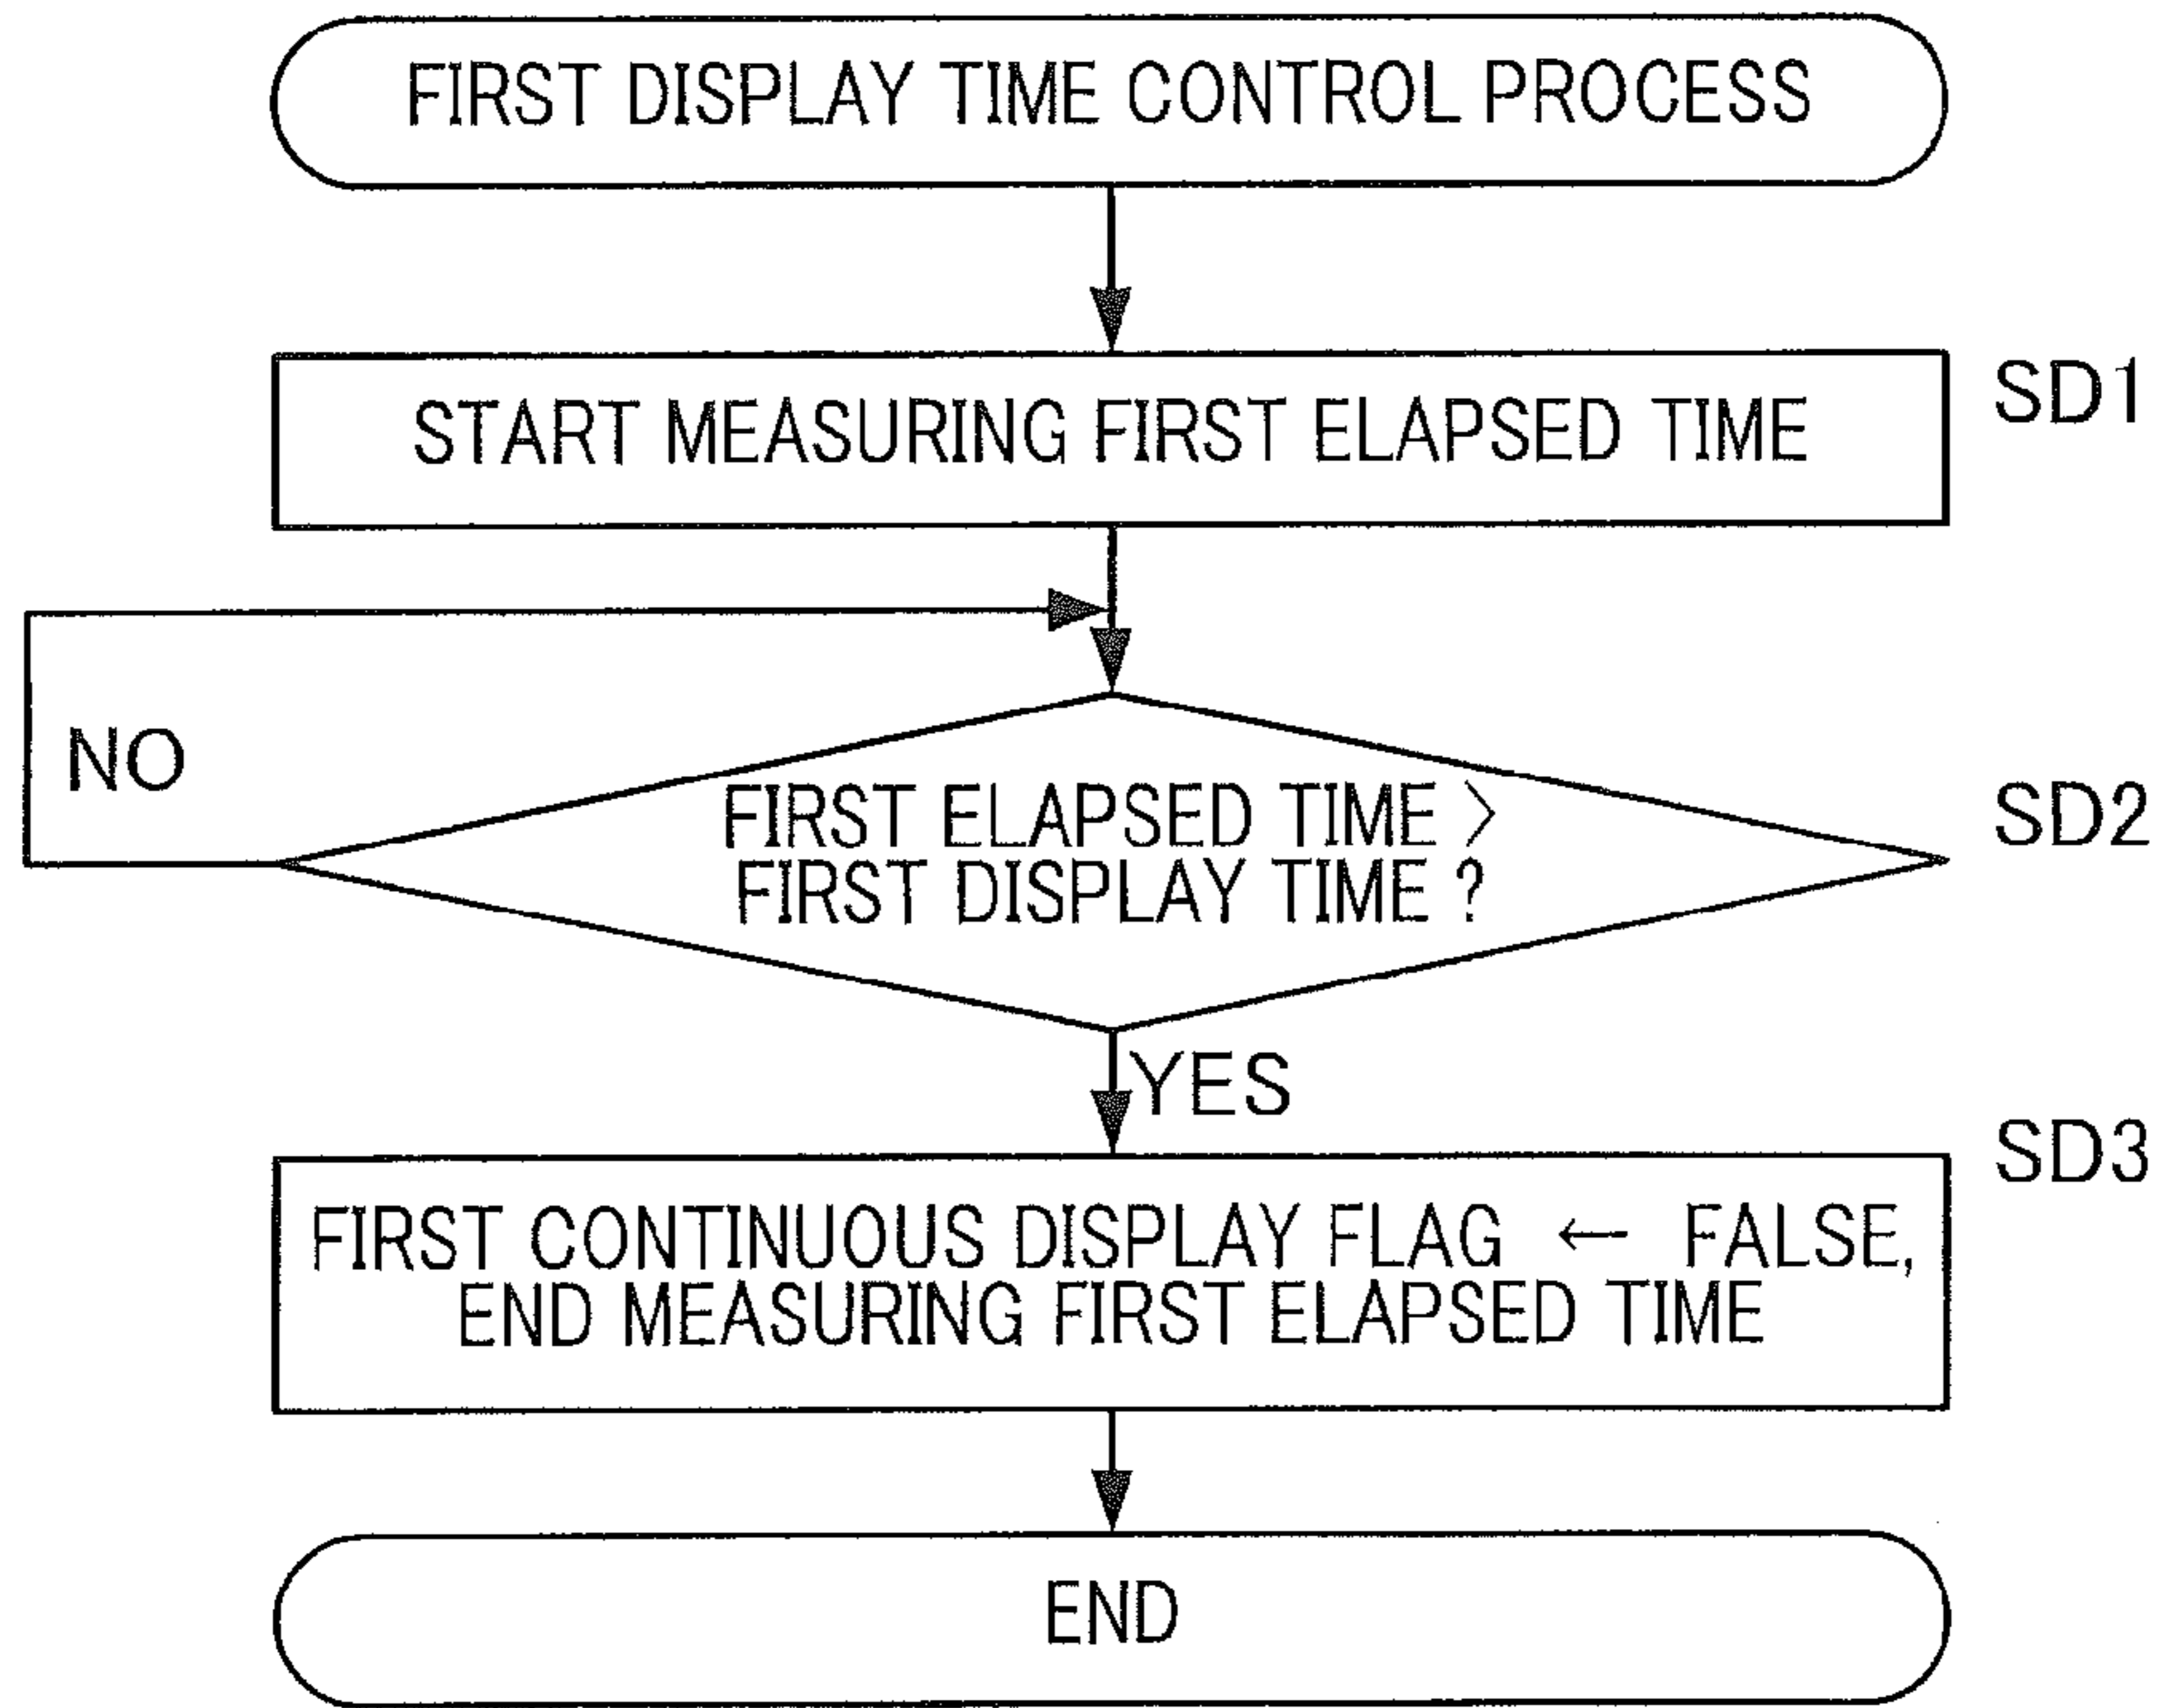 FIRST DISPLAY TIME CONTROL PROCESS
START MEASURING FIRST ELAPSED TIME
SD1
NO
FIRST ELAPSED TIME >
FIRST DISPLAY TIME ?
SD2
YES
SD3
FIRST CONTINUOUS DISPLAY FLAG ← FALSE,
END MEASURING FIRST ELAPSED TIME
END